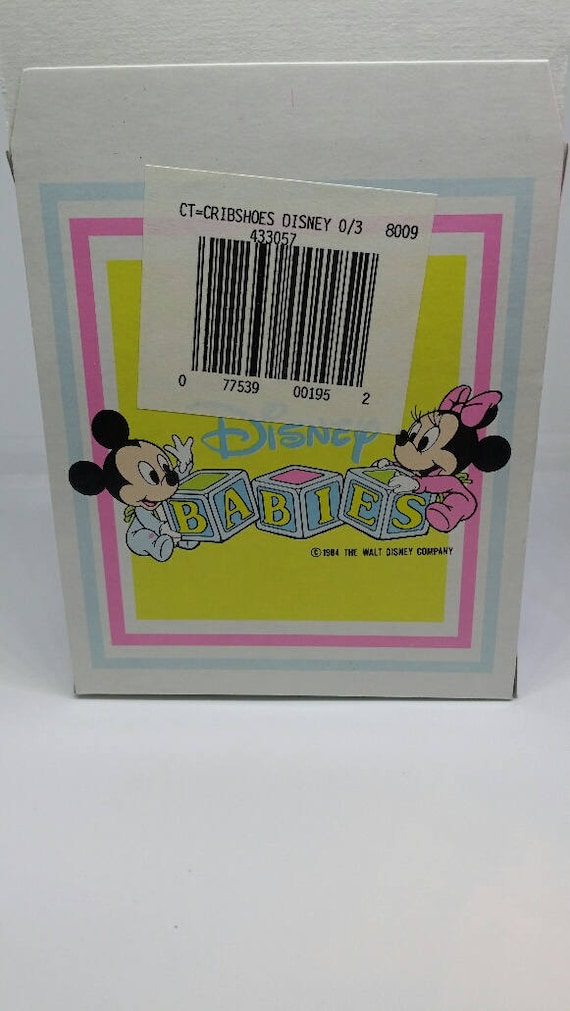 CT=CRIBSHOES DISNEY 0/3 8009
433057
0 77539 00195 2
Disney
BABIES
© 1984 THE WALT DISNEY COMPANY